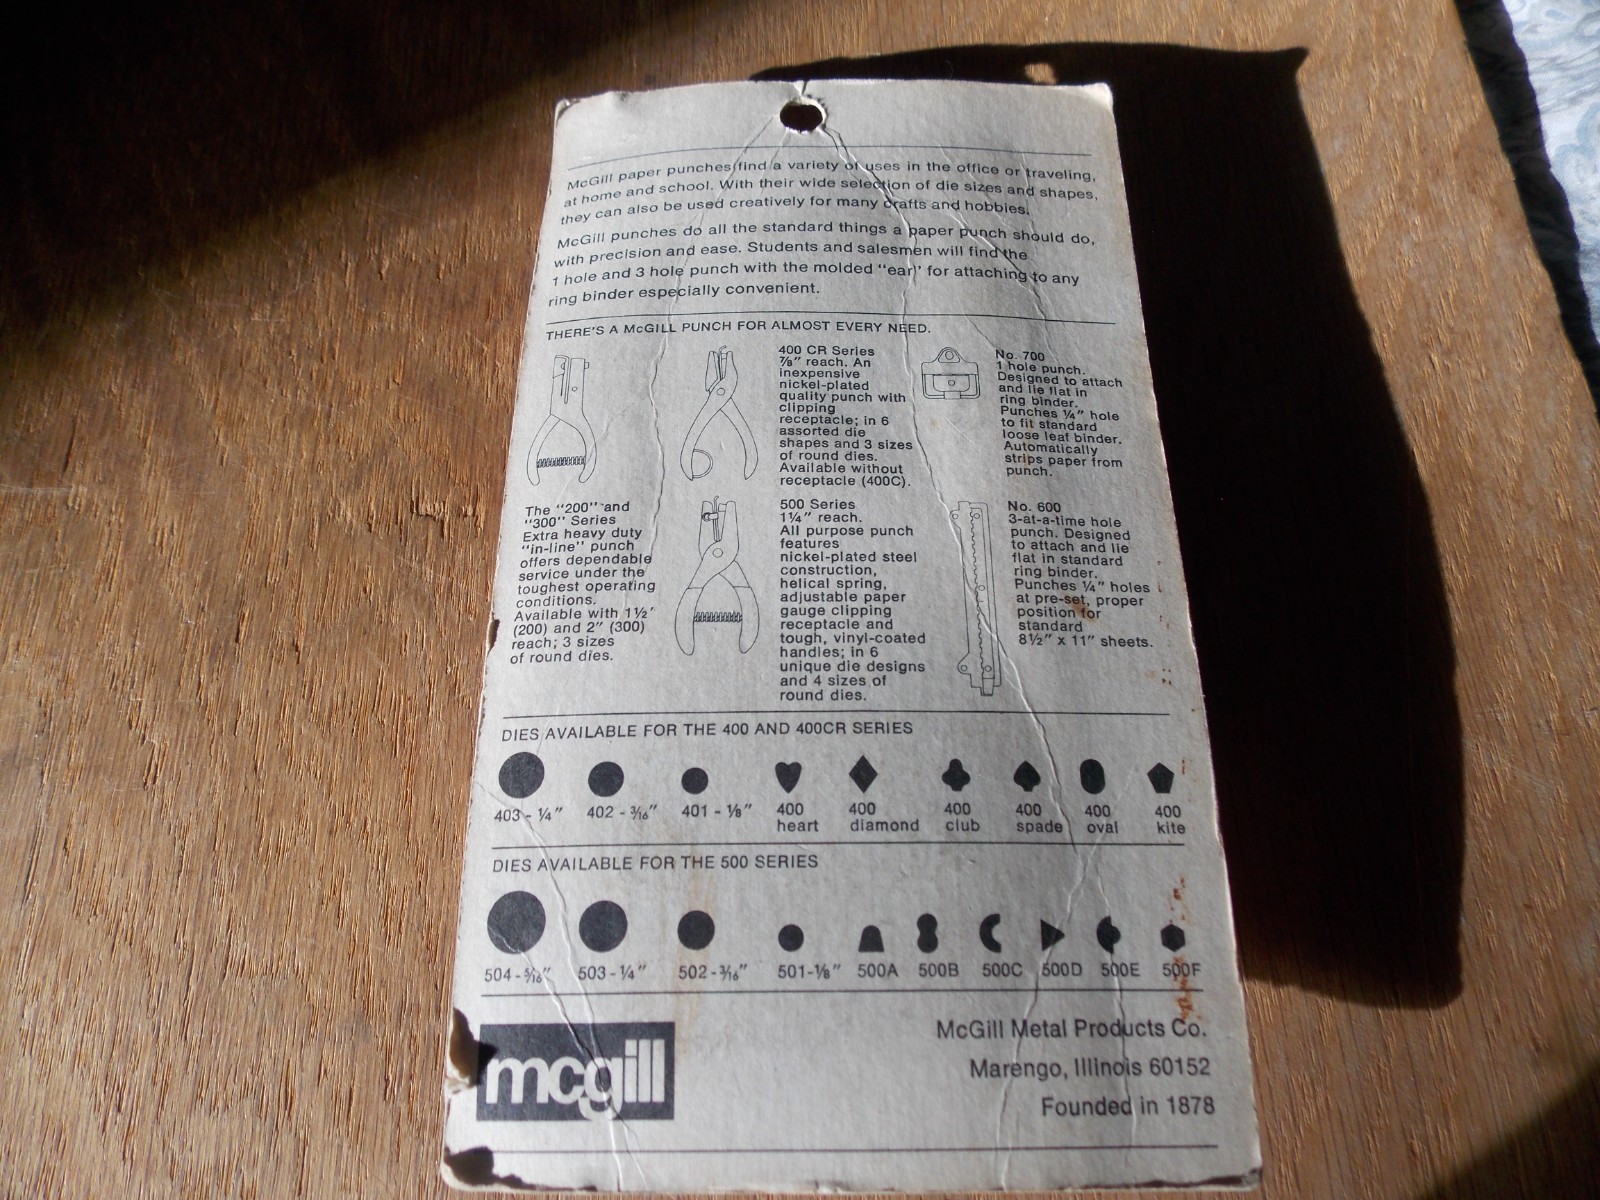 McGill paper punches find a variety of uses in the office or traveling,
at home and school. With their wide selection of die sizes and shapes,
they can also be used creatively for many crafts and hobbies.
McGill punches do all the standard things a paper punch should do,
with precision and ease. Students and salesmen will find the
1 hole and 3 hole punch with the molded "ear" for attaching to any
ring binder especially convenient.
THERE'S A McGILL PUNCH FOR ALMOST EVERY NEED.
The "200" and
"300" Series
Extra heavy duty
"in-line" punch
offers dependable
service under the
toughest operating
conditions.
Available with 1½'
(200) and 2" (300)
reach; 3 sizes
of round dies.
400 CR Series
⅞" reach. An
inexpensive
nickel-plated
quality punch with
clipping
receptacle; in 6
assorted die
shapes and 3 sizes
of round dies.
Available without
receptacle (400C).
500 Series
1¼" reach.
All purpose punch
features
nickel-plated steel
construction,
helical spring,
adjustable paper
gauge clipping
receptacle and
tough, vinyl-coated
handles; in 6
unique die designs
and 4 sizes of
round dies.
No. 700
1 hole punch.
Designed to attach
and lie flat in
ring binder.
Punches ¼" hole
to fit standard
loose leaf binder.
Automatically
strips paper from
punch.
No. 600
3-at-a-time hole
punch. Designed
to attach and lie
flat in standard
ring binder.
Punches ¼" holes
at pre-set, proper
position for
standard
8½" x 11" sheets.
DIES AVAILABLE FOR THE 400 AND 400CR SERIES
403 - ¼" 402 - 3/16" 401 - ⅛" 400 400 400 400 400 400
heart diamond club spade oval kite
DIES AVAILABLE FOR THE 500 SERIES
504 - 5/16" 503 - ¼" 502 - 3/16" 501 - ⅛" 500A 500B 500C 500D 500E 500F
mcgill
McGill Metal Products Co.
Marengo, Illinois 60152
Founded in 1878